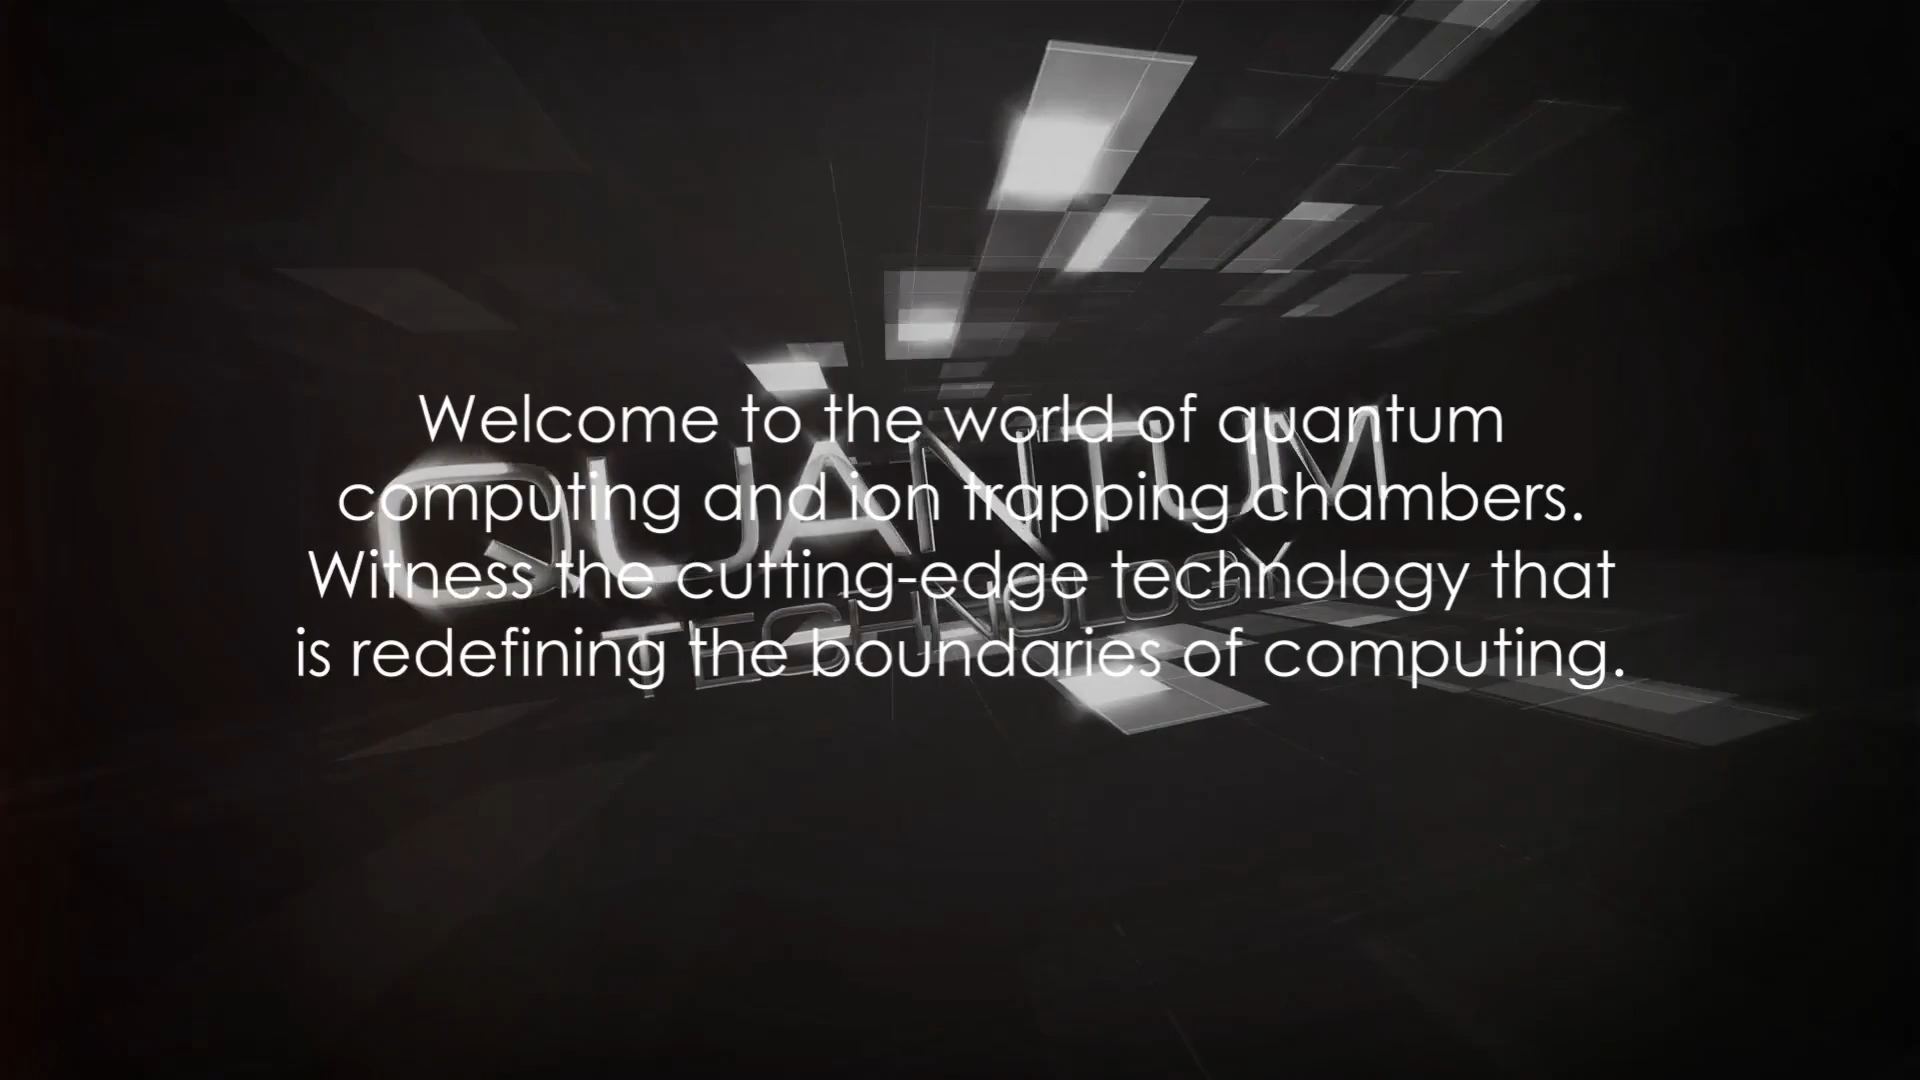 Welcome to the world of quantum
computing and ion trapping chambers.
Witness the cutting-edge technology that
is redefining the boundaries of computing.
QUANTUM
TECHNOLOGY